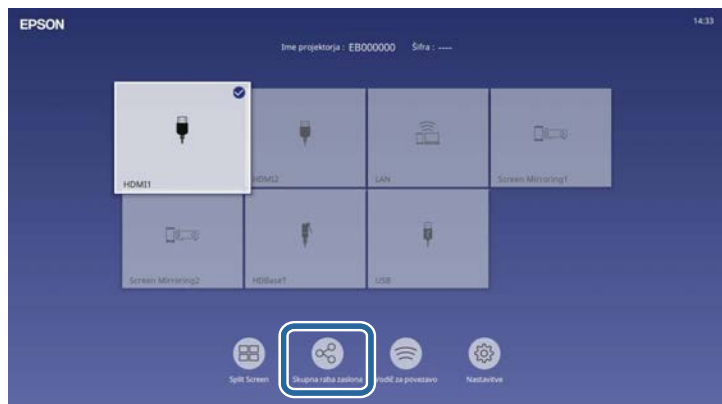 EPSON
14:33
Ime projektorja : EB000000 Šifra : ----
HDMI1
HDMI2
LAN
Screen Mirroring1
Screen Mirroring2
HDBaseT
USB
Split Screen
Skupna raba zaslona
Vodič za povezavo
Nastavitve